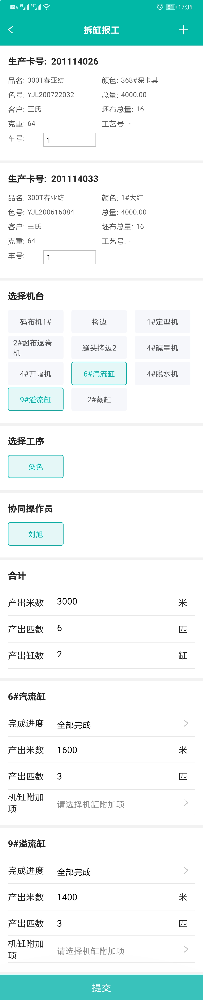 3G 4G+ 81 17:35
拆缸报工
生产卡号: 201114026
品名: 300T春亚纺 颜色: 368#深卡其
色号: YJL200722032 总量: 4000.00
客户: 王氏 坯布总量: 16
克重: 64 工艺号: -
车号: 1
生产卡号: 201114033
品名: 300T春亚纺 颜色: 1#大红
色号: YJL200616084 总量: 4000.00
客户: 王氏 坯布总量: 16
克重: 64 工艺号: -
车号: 1
选择机台
码布机1# 拷边 1#定型机
2#翻布退卷
机 缝头拷边2 4#碱量机
4#开幅机 6#汽流缸 4#脱水机
9#溢流缸 2#蒸缸
选择工序
染色
协同操作员
刘旭
合计
产出米数 3000 米
产出匹数 6 匹
产出缸数 2 缸
6#汽流缸
完成进度 全部完成
产出米数 1600 米
产出匹数 3 匹
机缸附加
项 请选择机缸附加项
9#溢流缸
完成进度 全部完成
产出米数 1400 米
产出匹数 3 匹
机缸附加
项 请选择机缸附加项
提交